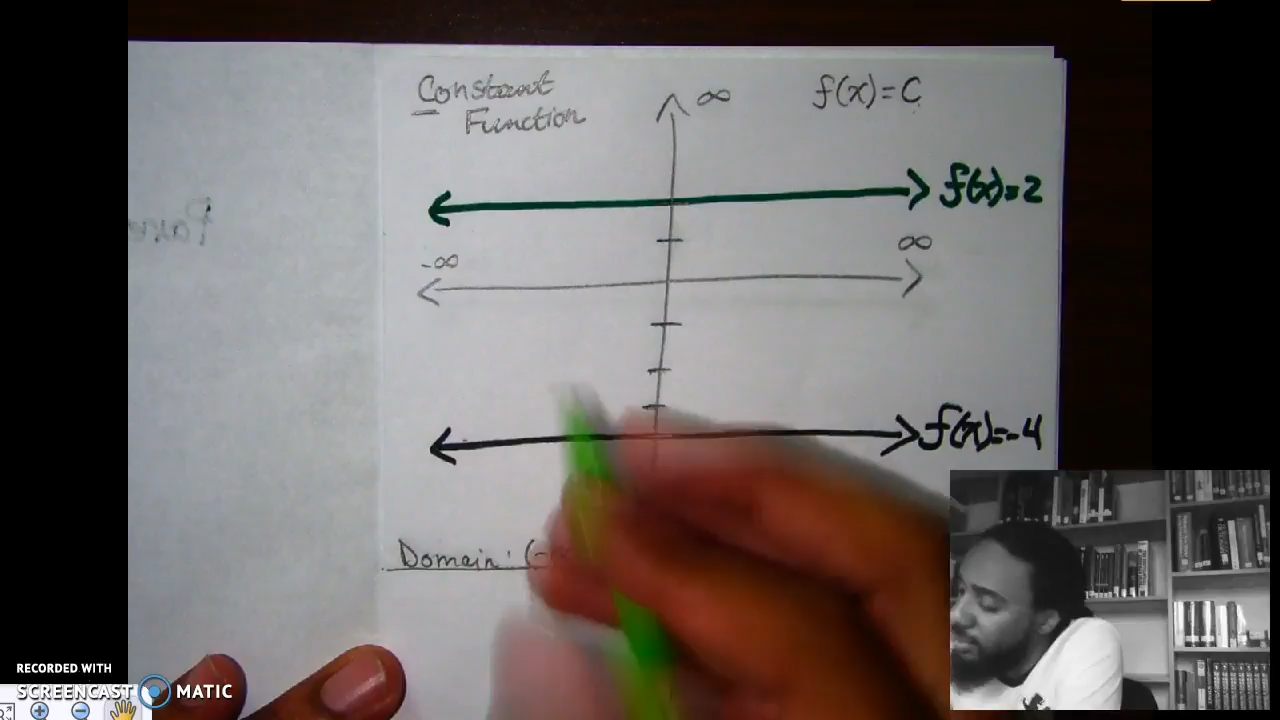 Constant
Function
f(x)=C
∞
f(x)=2
∞
-∞
f(x)=-4
Domain: (-
RECORDED WITH
SCREENCAST MATIC